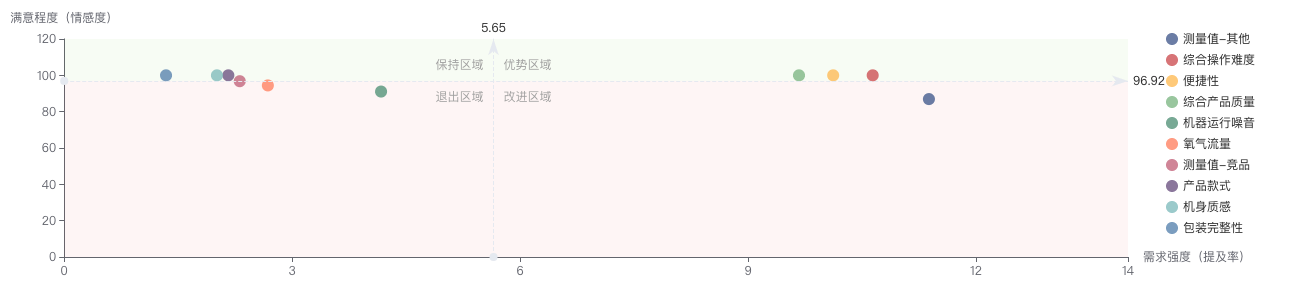 满意程度（情感度）
5.65
120
100
80
60
40
20
0
保持区域
优势区域
退出区域
改进区域
96.92
0
3
6
9
12
14
需求强度（提及率）
测量值-其他
综合操作难度
便捷性
综合产品质量
机器运行噪音
氧气流量
测量值-竞品
产品款式
机身质感
包装完整性